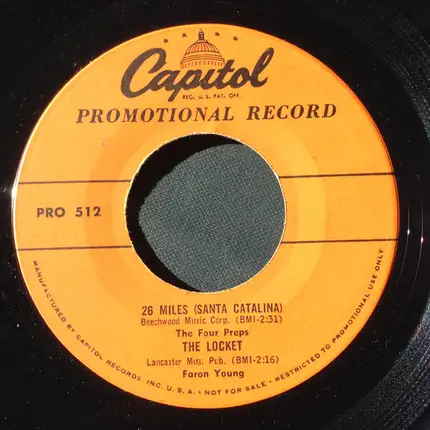 Capitol
REG. U.S. PAT. OFF.
PROMOTIONAL RECORD
PRO 512
26 MILES (SANTA CATALINA)
Beechwood Music Corp. (BMI-2:31)
The Four Preps
THE LOCKET
Lancaster Mus. Pub. (BMI-2:16)
Faron Young
MANUFACTURED BY CAPITOL RECORDS, INC. U.S.A. • NOT FOR SALE • RESTRICTED TO PROMOTIONAL USE ONLY